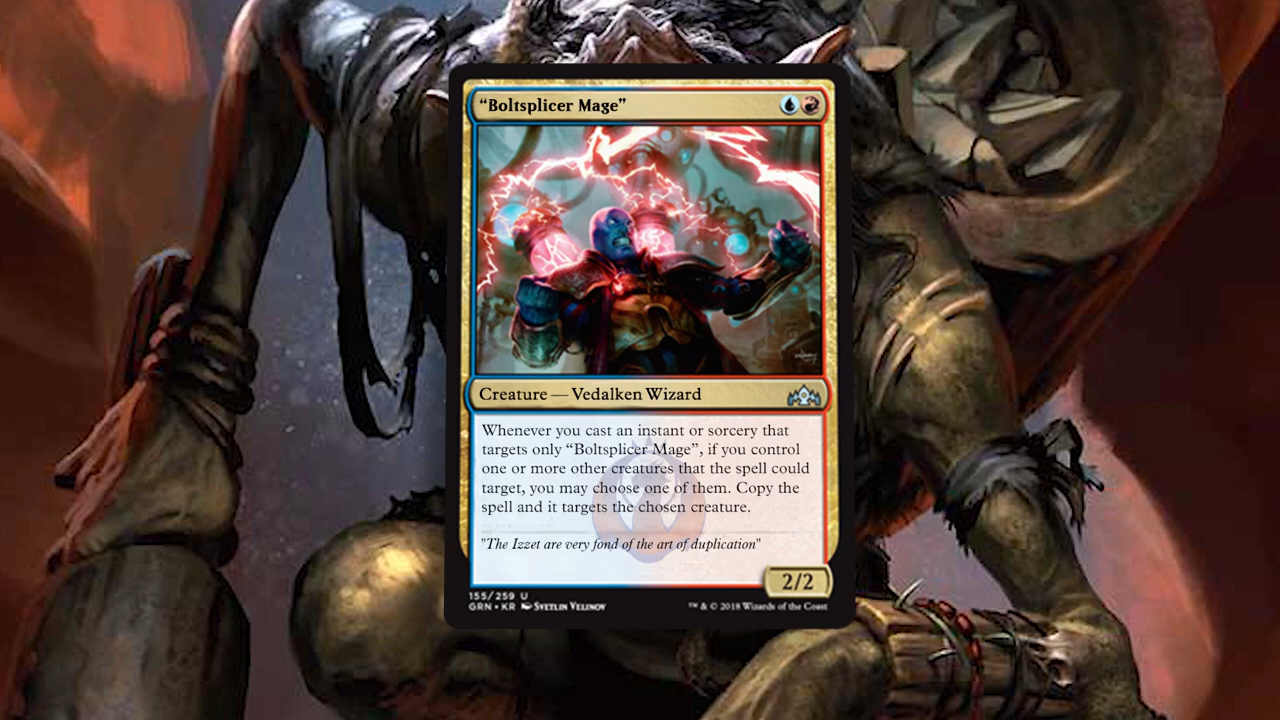 “Boltsplicer Mage”
Creature — Vedalken Wizard
Whenever you cast an instant or sorcery that
targets only “Boltsplicer Mage”, if you control
one or more other creatures that the spell could
target, you may choose one of them. Copy the
spell and it targets the chosen creature.
"The Izzet are very fond of the art of duplication"
2/2
155/259 U
GRN • KR Svetlin Velinov
™ & © 2018 Wizards of the Coast